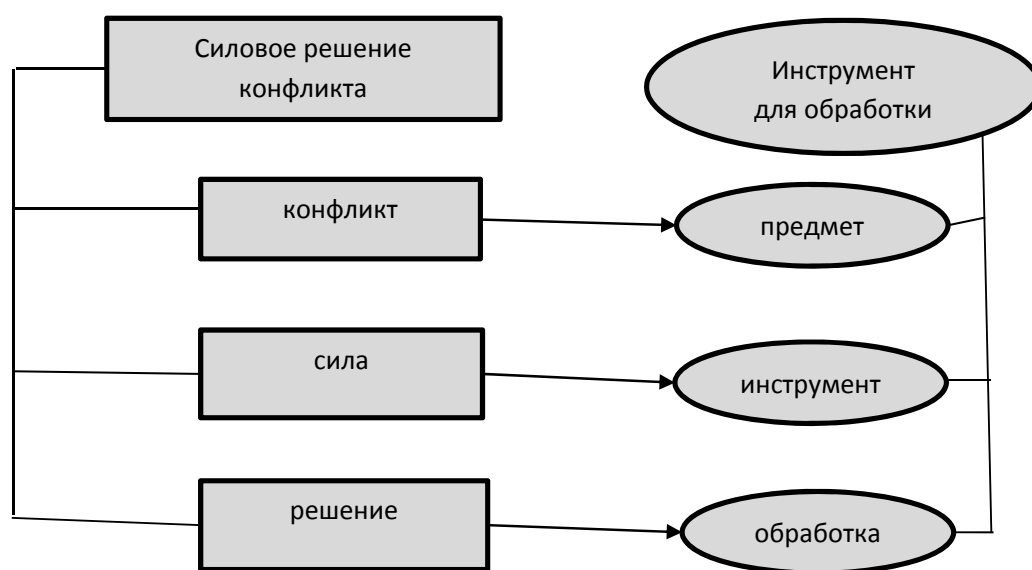 Силовое решение
конфликта
Инструмент
для обработки
конфликт
предмет
сила
инструмент
решение
обработка